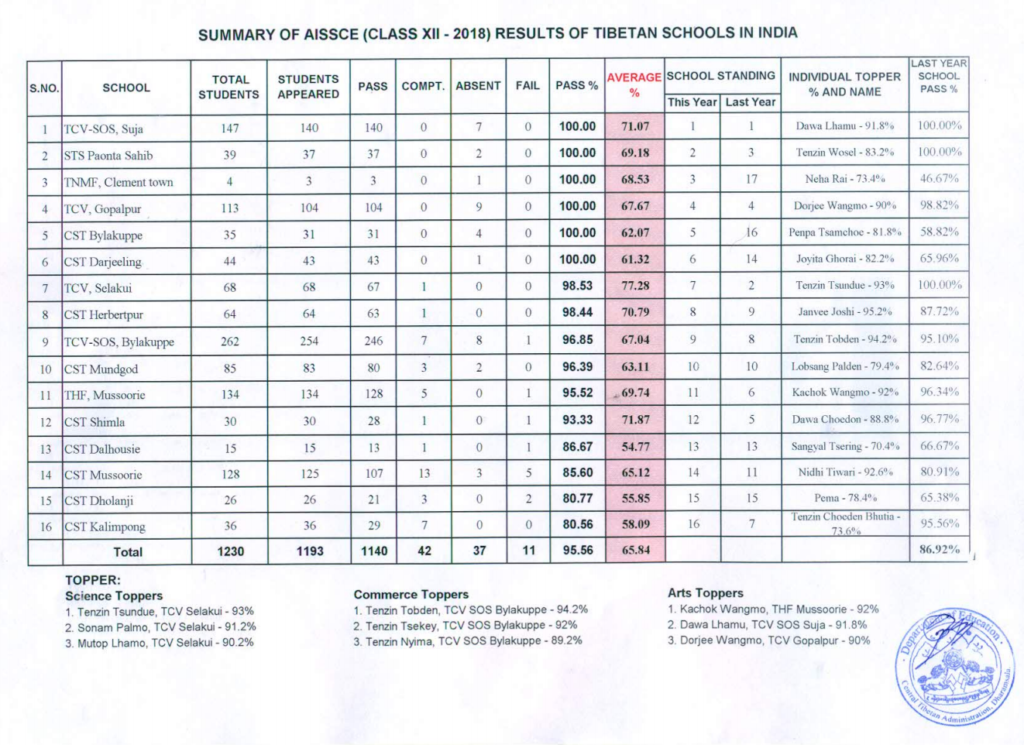 SUMMARY OF AISSCE (CLASS XII - 2018) RESULTS OF TIBETAN SCHOOLS IN INDIA
S.NO. SCHOOL TOTAL STUDENTS STUDENTS APPEARED PASS COMPT. ABSENT FAIL PASS % AVERAGE % SCHOOL STANDING This Year Last Year INDIVIDUAL TOPPER % AND NAME LAST YEAR SCHOOL PASS %
1 TCV-SOS, Suja 147 140 140 0 7 0 100.00 71.07 1 1 Dawa Lhamu - 91.8% 100.00%
2 STS Paonta Sahib 39 37 37 0 2 0 100.00 69.18 2 3 Tenzin Wosel - 83.2% 100.00%
3 TNMF, Clement town 4 3 3 0 1 0 100.00 68.53 3 17 Neha Rai - 73.4% 46.67%
4 TCV, Gopalpur 113 104 104 0 9 0 100.00 67.67 4 4 Dorjee Wangmo - 90% 98.82%
5 CST Bylakuppe 35 31 31 0 4 0 100.00 62.07 5 16 Penpa Tsamchoe - 81.8% 58.82%
6 CST Darjeeling 44 43 43 0 1 0 100.00 61.32 6 14 Joyita Ghorai - 82.2% 65.96%
7 TCV, Selakui 68 68 67 1 0 0 98.53 77.28 7 2 Tenzin Tsundue - 93% 100.00%
8 CST Herbertpur 64 64 63 1 0 0 98.44 70.79 8 9 Janvee Joshi - 95.2% 87.72%
9 TCV-SOS, Bylakuppe 262 254 246 7 8 1 96.85 67.04 9 8 Tenzin Tobden - 94.2% 95.10%
10 CST Mundgod 85 83 80 3 2 0 96.39 63.11 10 10 Lobsang Palden - 79.4% 82.64%
11 THF, Mussoorie 134 134 128 5 0 1 95.52 69.74 11 6 Kachok Wangmo - 92% 96.34%
12 CST Shimla 30 30 28 1 0 1 93.33 71.87 12 5 Dawa Choedon - 88.8% 96.77%
13 CST Dalhousie 15 15 13 1 0 1 86.67 54.77 13 13 Sangyal Tsering - 70.4% 66.67%
14 CST Mussoorie 128 125 107 13 3 5 85.60 65.12 14 11 Nidhi Tiwari - 92.6% 80.91%
15 CST Dholanji 26 26 21 3 0 2 80.77 55.85 15 15 Pema - 78.4% 65.38%
16 CST Kalimpong 36 36 29 7 0 0 80.56 58.09 16 7 Tenzin Choeden Bhutia - 73.6% 95.56%
Total 1230 1193 1140 42 37 11 95.56 65.84 86.92%
TOPPER:
Science Toppers
1. Tenzin Tsundue, TCV Selakui - 93%
2. Sonam Palmo, TCV Selakui - 91.2%
3. Mutop Lhamo, TCV Selakui - 90.2%
Commerce Toppers
1. Tenzin Tobden, TCV SOS Bylakuppe - 94.2%
2. Tenzin Tsekey, TCV SOS Bylakuppe - 92%
3. Tenzin Nyima, TCV SOS Bylakuppe - 89.2%
Arts Toppers
1. Kachok Wangmo, THF Mussoorie - 92%
2. Dawa Lhamu, TCV SOS Suja - 91.8%
3. Dorjee Wangmo, TCV Gopalpur - 90%
Department of Education
Central Tibetan Administration, Dharamsala